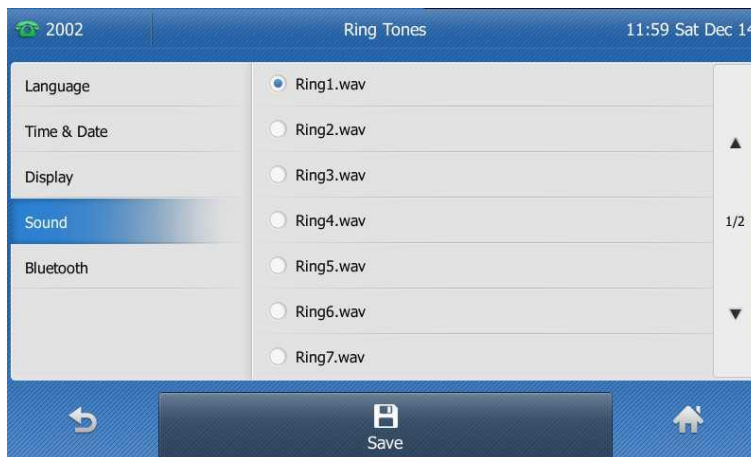 2002 Ring Tones 11:59 Sat Dec 14
Language
Time & Date
Display
Sound
Bluetooth
Ring1.wav
Ring2.wav
Ring3.wav
Ring4.wav
Ring5.wav
Ring6.wav
Ring7.wav
1/2
Save